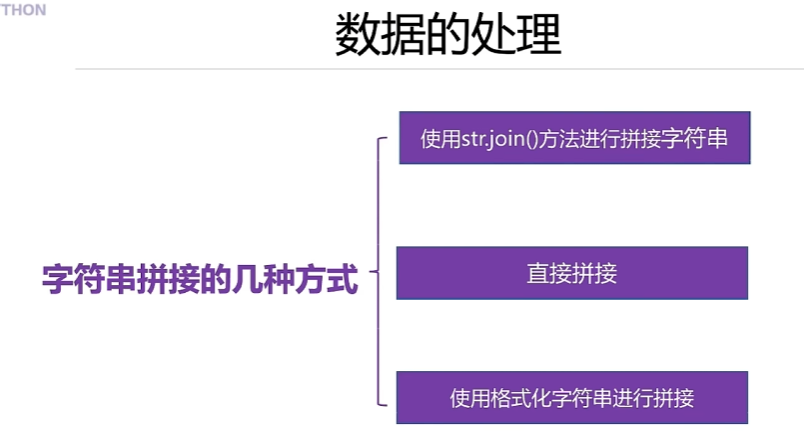 THON
数据的处理
使用str.join()方法进行拼接字符串
字符串拼接的几种方式
直接拼接
使用格式化字符串进行拼接